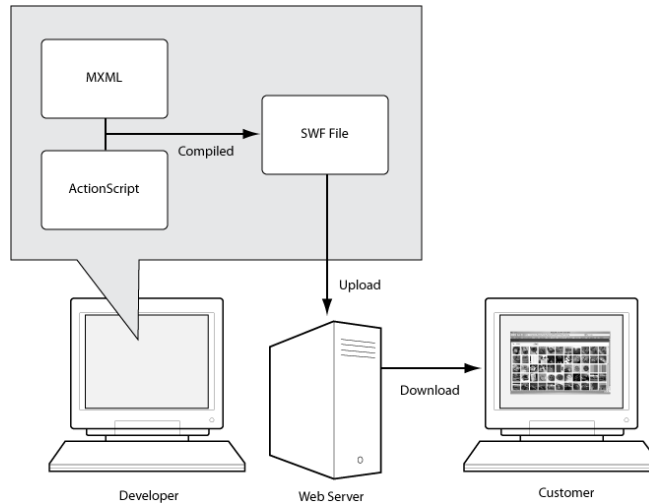 MXML
SWF File
Compiled
ActionScript
Upload
Download
Developer
Web Server
Customer